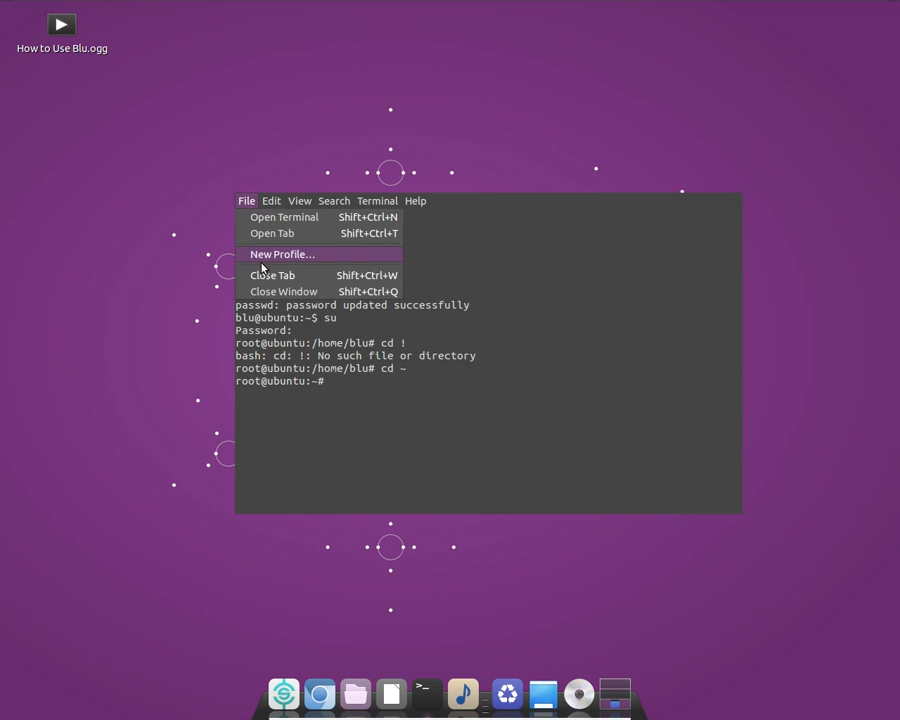 How to Use Blu.ogg
File Edit View Search Terminal Help
Open Terminal Shift+Ctrl+N
Open Tab Shift+Ctrl+T
New Profile...
Close Tab Shift+Ctrl+W
Close Window Shift+Ctrl+Q
passwd: password updated successfully
blu@ubuntu:~$ su
Password:
root@ubuntu:/home/blu# cd !
bash: cd: !: No such file or directory
root@ubuntu:/home/blu# cd ~
root@ubuntu:~#
>_